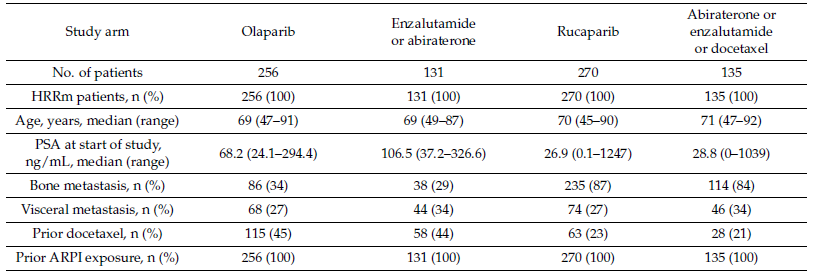 Study arm Olaparib Enzalutamide or abiraterone Rucaparib Abiraterone or enzalutamide or docetaxel
No. of patients 256 131 270 135
HRRm patients, n (%) 256 (100) 131 (100) 270 (100) 135 (100)
Age, years, median (range) 69 (47–91) 69 (49–87) 70 (45–90) 71 (47–92)
PSA at start of study, ng/mL, median (range) 68.2 (24.1–294.4) 106.5 (37.2–326.6) 26.9 (0.1–1247) 28.8 (0–1039)
Bone metastasis, n (%) 86 (34) 38 (29) 235 (87) 114 (84)
Visceral metastasis, n (%) 68 (27) 44 (34) 74 (27) 46 (34)
Prior docetaxel, n (%) 115 (45) 58 (44) 63 (23) 28 (21)
Prior ARPI exposure, n (%) 256 (100) 131 (100) 270 (100) 135 (100)